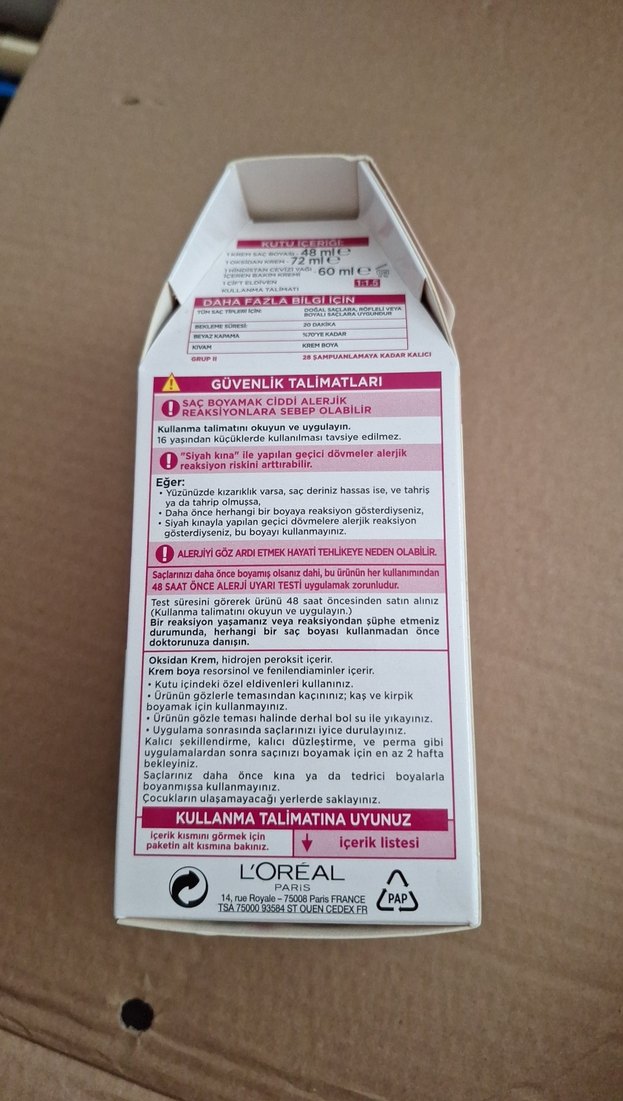 KUTU İÇERİĞİ:
1 KREM SAÇ BOYASI - 48 ml ℮
1 OKSİDAN KREM - 72 ml ℮
1 HİNDİSTAN CEVİZİ YAĞI - 60 ml ℮
İÇEREN BAKIM KREMİ
1 ÇİFT ELDİVEN
KULLANMA TALİMATI
1:1.5
DAHA FAZLA BİLGİ İÇİN
TÜM SAÇ TİPLERİ İÇİN: DOĞAL SAÇLARA, RÖFLELİ VEYA
BOYALI SAÇLARA UYGUNDUR
BEKLEME SÜRESİ: 20 DAKİKA
BEYAZ KAPAMA %70'YE KADAR
KIVAM KREM BOYA
GRUP II 28 ŞAMPUANLAMAYA KADAR KALICI
GÜVENLİK TALİMATLARI
SAÇ BOYAMAK CİDDİ ALERJİK
REAKSİYONLARA SEBEP OLABİLİR
Kullanma talimatını okuyun ve uygulayın.
16 yaşından küçüklerde kullanılması tavsiye edilmez.
"Siyah kına" ile yapılan geçici dövmeler alerjik
reaksiyon riskini arttırabilir.
Eğer:
• Yüzünüzde kızarıklık varsa, saç deriniz hassas ise, ve tahriş
ya da tahrip olmuşsa,
• Daha önce herhangi bir boyaya reaksiyon gösterdiyseniz,
• Siyah kınayla yapılan geçici dövmelere alerjik reaksiyon
gösterdiyseniz, bu boyayı kullanmayınız.
ALERJİYİ GÖZ ARDI ETMEK HAYATİ TEHLİKEYE NEDEN OLABİLİR.
Saçlarınızı daha önce boyamış olsanız dahi, bu ürünün her kullanımından
48 SAAT ÖNCE ALERJİ UYARI TESTİ uygulamak zorunludur.
Test süresini görerek ürünü 48 saat öncesinden satın alınız
(Kullanma talimatını okuyun ve uygulayın.)
Bir reaksiyon yaşamanız veya reaksiyondan şüphe etmeniz
durumunda, herhangi bir saç boyası kullanmadan önce
doktorunuza danışın.
Oksidan Krem, hidrojen peroksit içerir.
Krem boya resorsinol ve fenilendiaminler içerir.
• Kutu içindeki özel eldivenleri kullanınız.
• Ürünün gözlerle temasından kaçınınız; kaş ve kirpik
boyamak için kullanmayınız.
• Ürünün gözle teması halinde derhal bol su ile yıkayınız.
• Uygulama sonrasında saçlarınızı iyice durulayınız.
Kalıcı şekillendirme, kalıcı düzleştirme, ve perma gibi
uygulamalardan sonra saçınızı boyamak için en az 2 hafta
bekleyiniz.
Saçlarınız daha önce kına ya da tedrici boyalarla
boyanmışsa kullanmayınız.
Çocukların ulaşamayacağı yerlerde saklayınız.
KULLANMA TALİMATINA UYUNUZ
içerik kısmını görmek için
paketin alt kısmına bakınız.
içerik listesi
L'ORÉAL
PARIS
14, rue Royale – 75008 Paris FRANCE
TSA 75000 93584 ST OUEN CEDEX FR
PAP